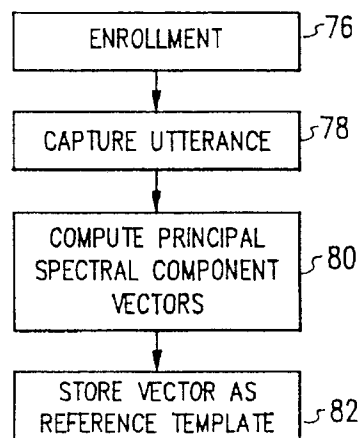 ENROLLMENT 76
CAPTURE UTTERANCE 78
COMPUTE PRINCIPAL
SPECTRAL COMPONENT 80
VECTORS
STORE VECTOR AS
REFERENCE TEMPLATE 82